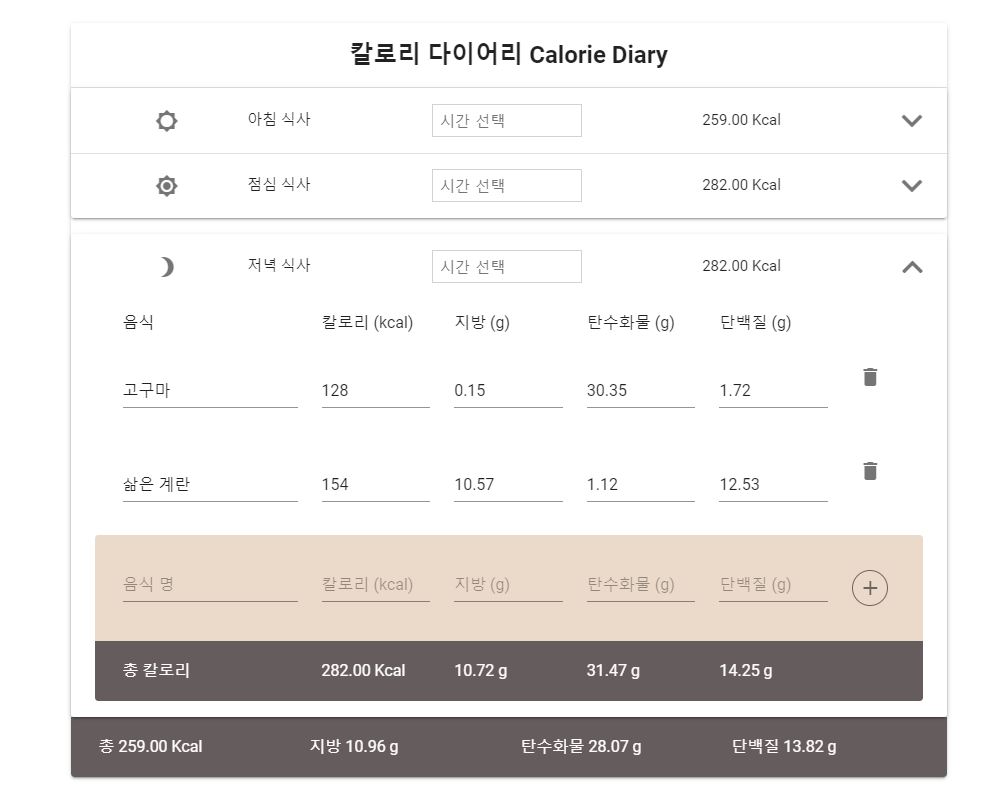 칼로리 다이어리 Calorie Diary
아침 식사 시간 선택 259.00 Kcal
점심 식사 시간 선택 282.00 Kcal
저녁 식사 시간 선택 282.00 Kcal
음식 칼로리 (kcal) 지방 (g) 탄수화물 (g) 단백질 (g)
고구마 128 0.15 30.35 1.72
삶은 계란 154 10.57 1.12 12.53
음식 명 칼로리 (kcal) 지방 (g) 탄수화물 (g) 단백질 (g)
총 칼로리 282.00 Kcal 10.72 g 31.47 g 14.25 g
총 259.00 Kcal 지방 10.96 g 탄수화물 28.07 g 단백질 13.82 g